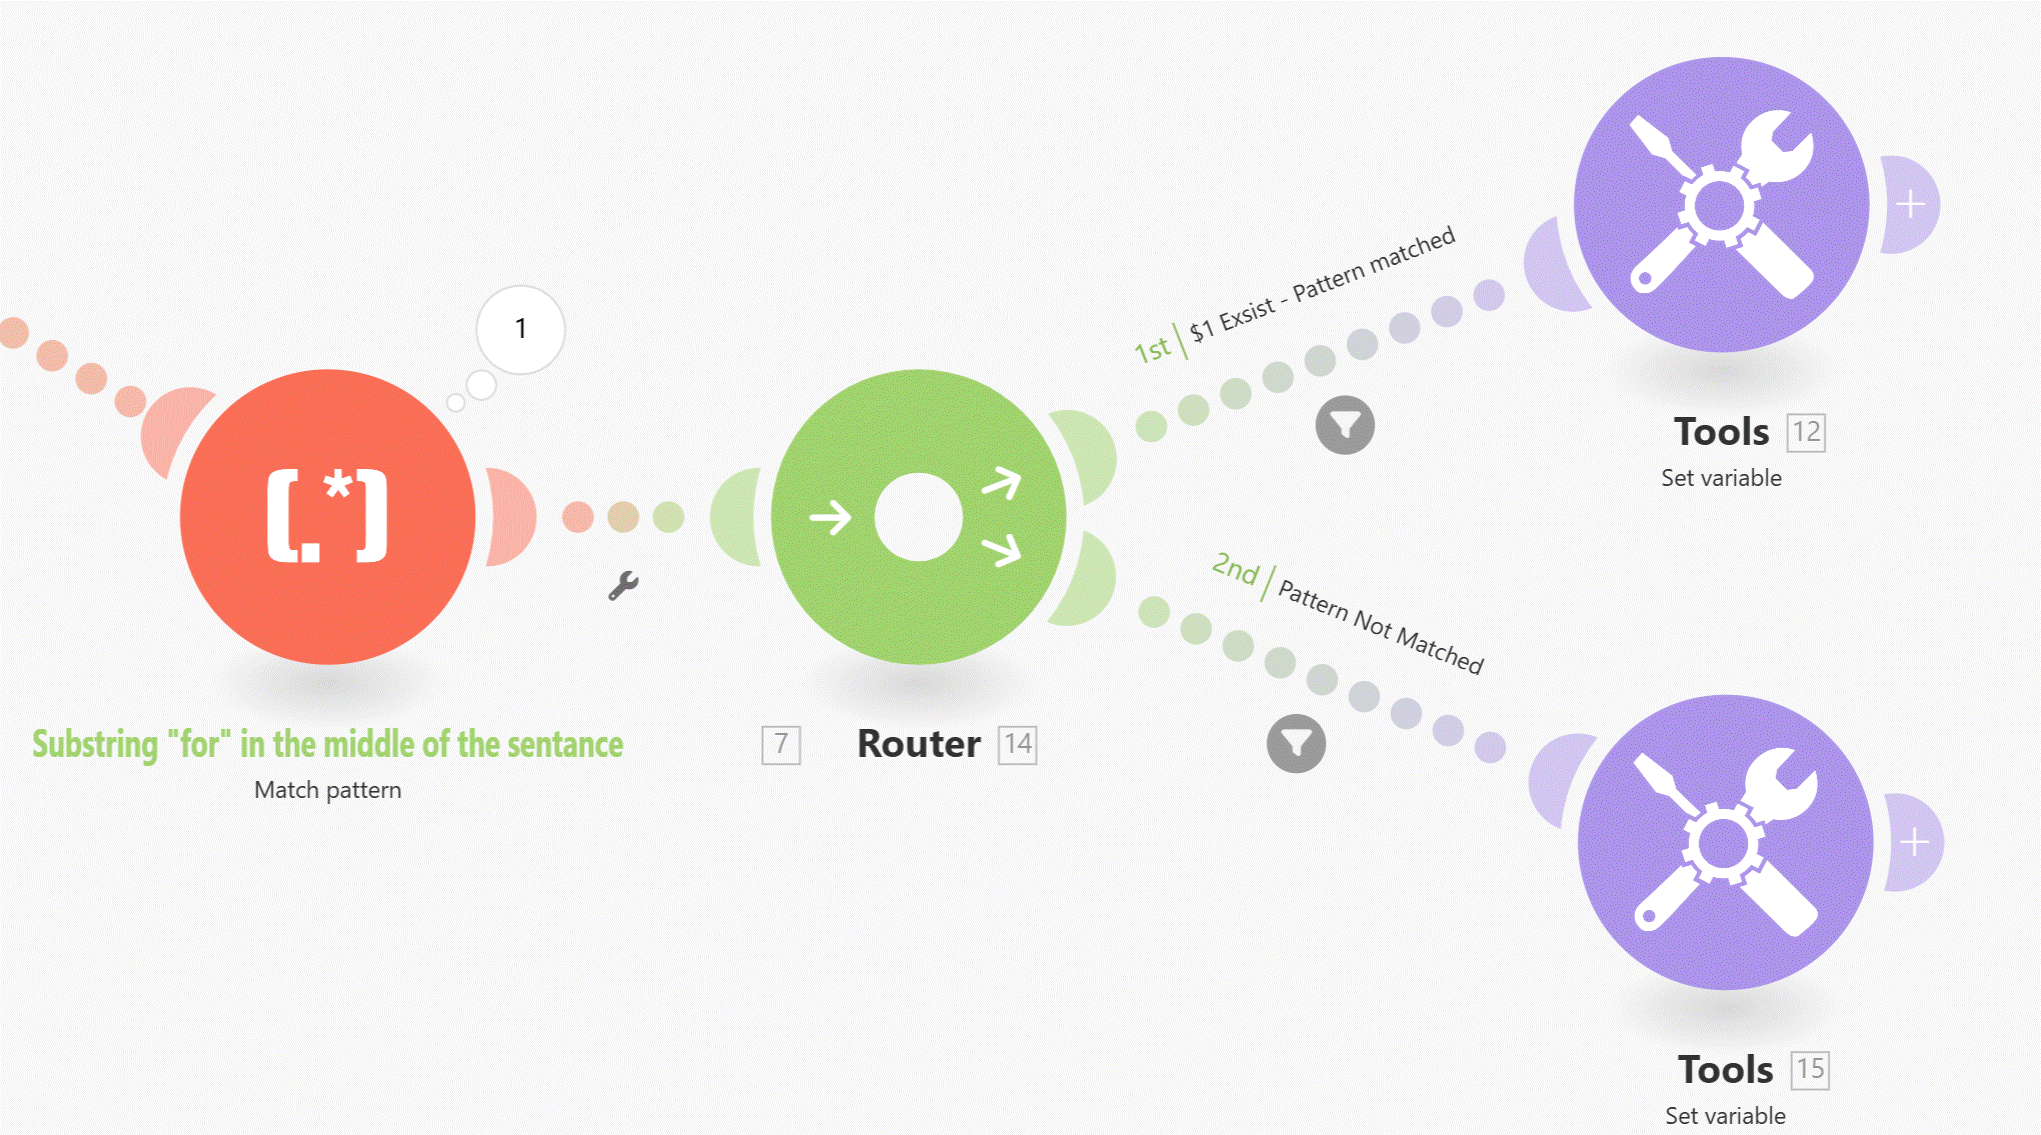 1
(.*)
Substring "for" in the middle of the sentance 7
Match pattern
Router 14
1st | $1 Exsist - Pattern matched
2nd | Pattern Not Matched
Tools 12
Set variable
Tools 15
Set variable